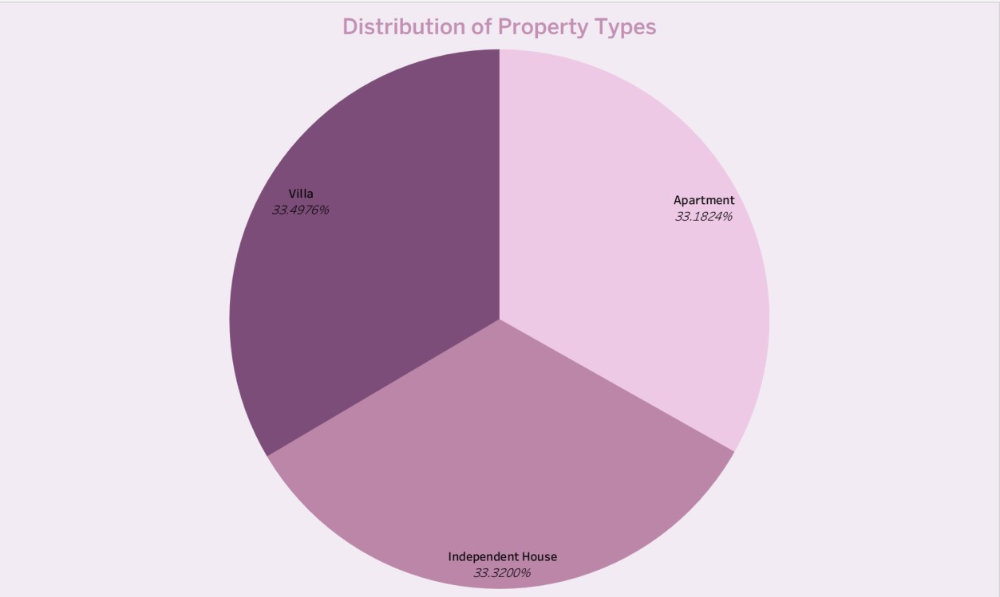 Distribution of Property Types
Villa
33.4976%
Apartment
33.1824%
Independent House
33.3200%